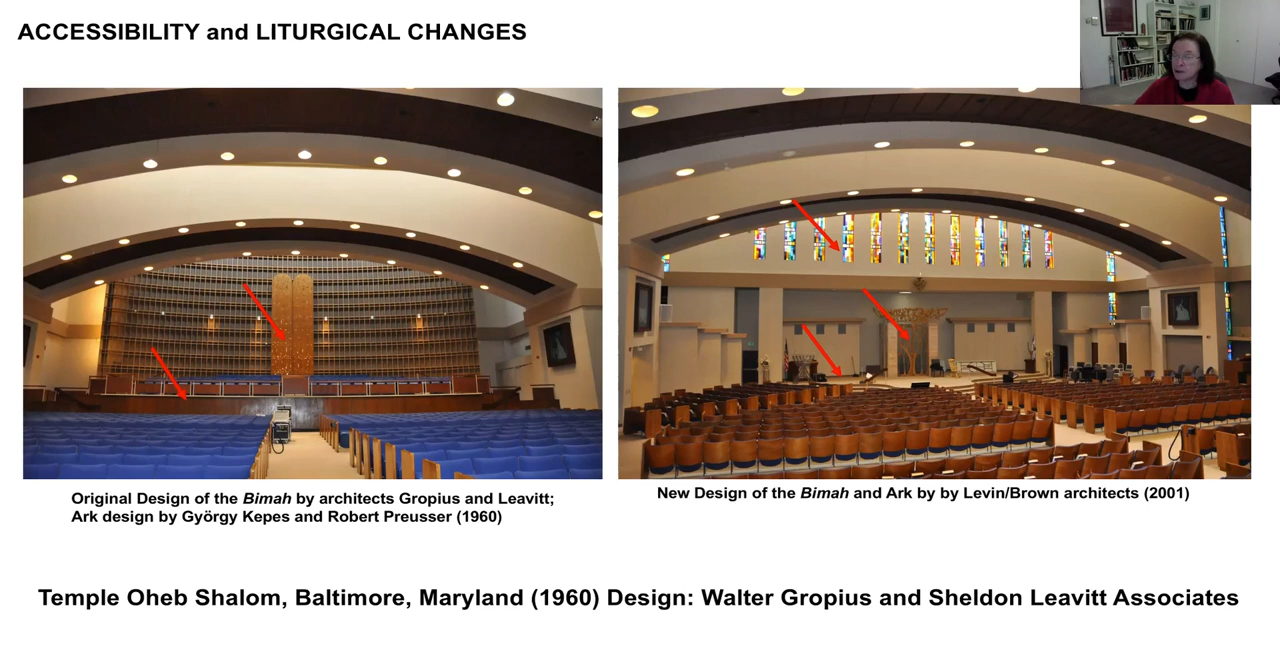 ACCESSIBILITY and LITURGICAL CHANGES
Original Design of the Bimah by architects Gropius and Leavitt;
Ark design by György Kepes and Robert Preusser (1960)
New Design of the Bimah and Ark by by Levin/Brown architects (2001)
Temple Oheb Shalom, Baltimore, Maryland (1960) Design: Walter Gropius and Sheldon Leavitt Associates